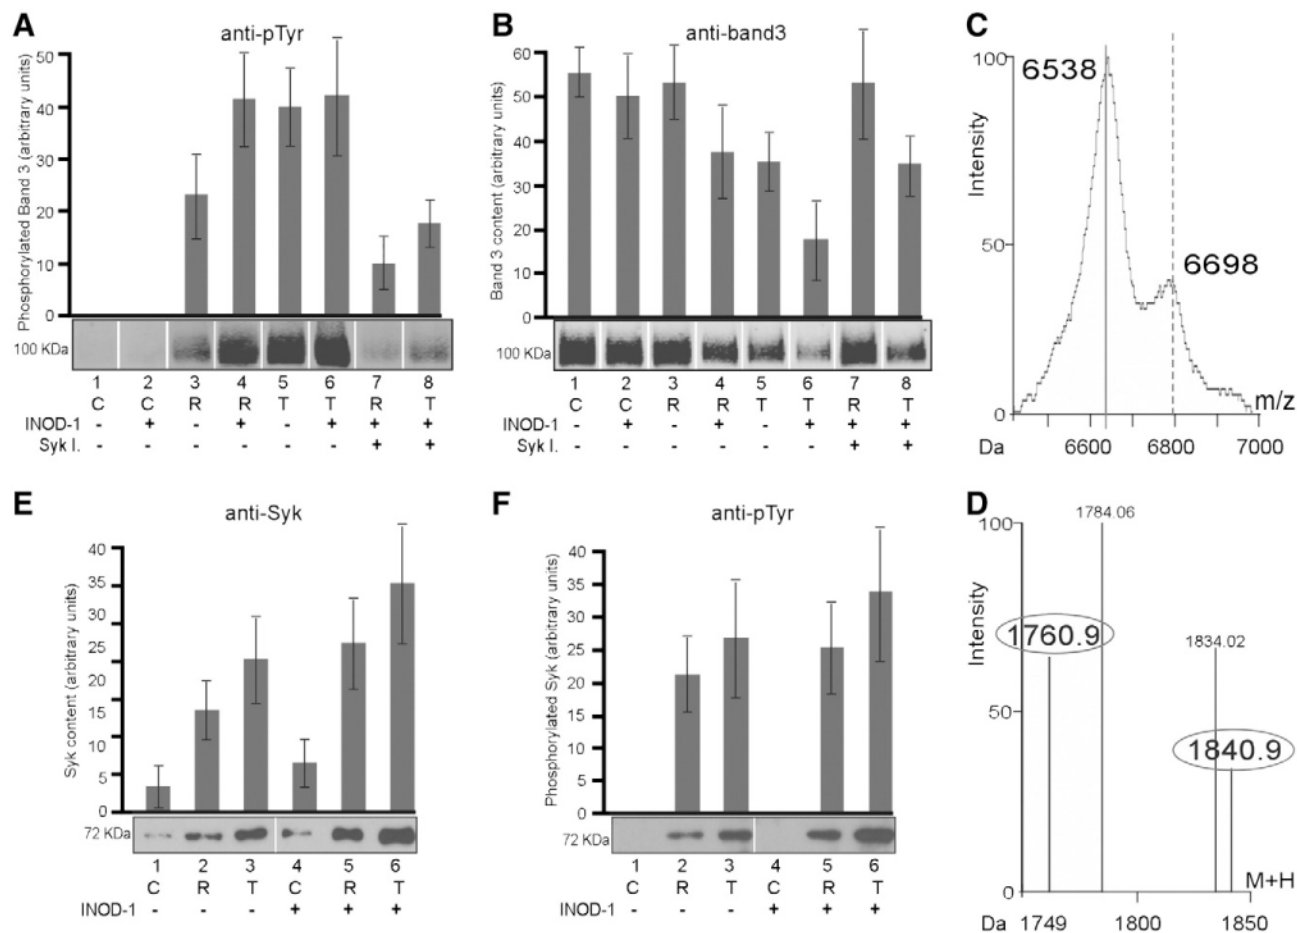 A
anti-pTyr
Phosphorylated Band 3 (arbitrary units)
50
40
30
20
10
0
100 KDa
1 2 3 4 5 6 7 8
C C R R T T R T
INOD-1 - + - + - + + +
Syk I. - - - - - - + +
B
anti-band3
Band 3 content (arbitrary units)
60
50
40
30
20
10
0
100 KDa
1 2 3 4 5 6 7 8
C C R R T T R T
INOD-1 - + - + - + + +
Syk I. - - - - - - + +
C
Intensity
100
50
0
6538
6698
m/z
Da 6600 6800 7000
E
anti-Syk
Syk content (arbitrary units)
40
35
30
25
20
15
10
5
0
72 KDa
1 2 3 4 5 6
C R T C R T
INOD-1 - - - + + +
F
anti-pTyr
Phosphorylated Syk (arbitrary units)
40
35
30
25
20
15
10
5
0
72 KDa
1 2 3 4 5 6
C R T C R T
INOD-1 - - - + + +
D
Intensity
100
50
0
1784.06
1760.9
1834.02
1840.9
M+H
Da 1749 1800 1850